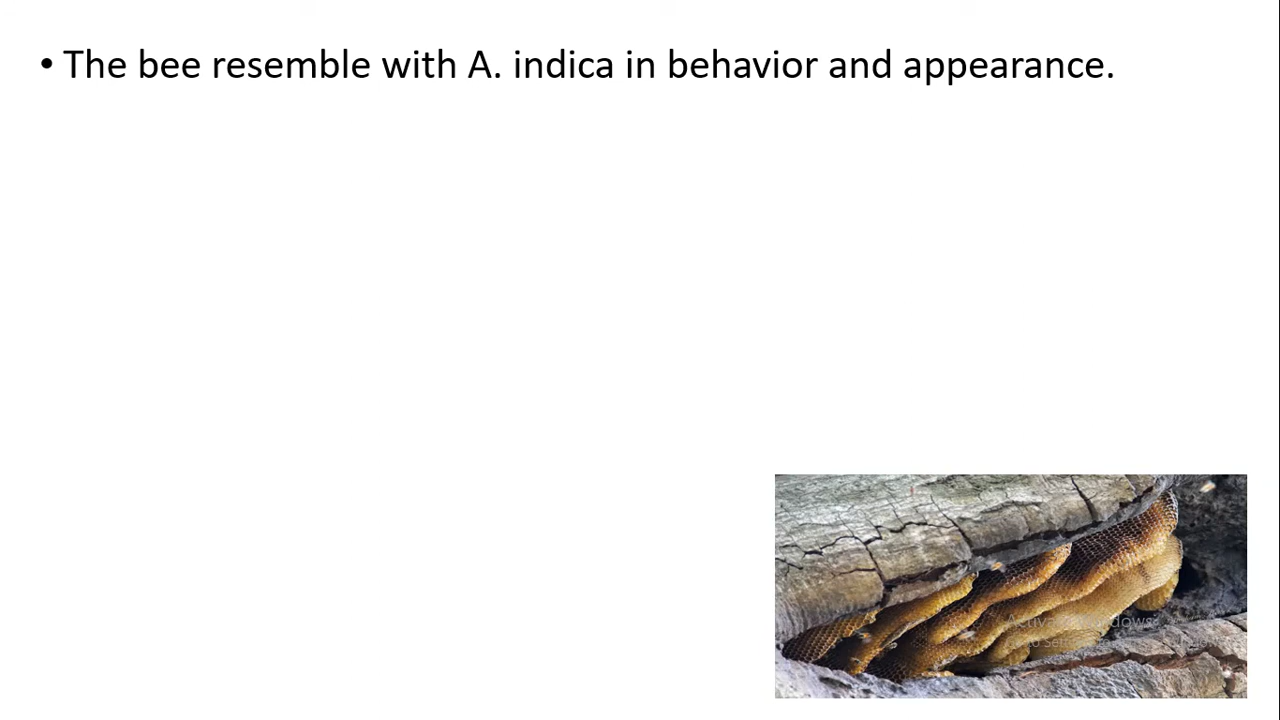 • The bee resemble with A. indica in behavior and appearance.